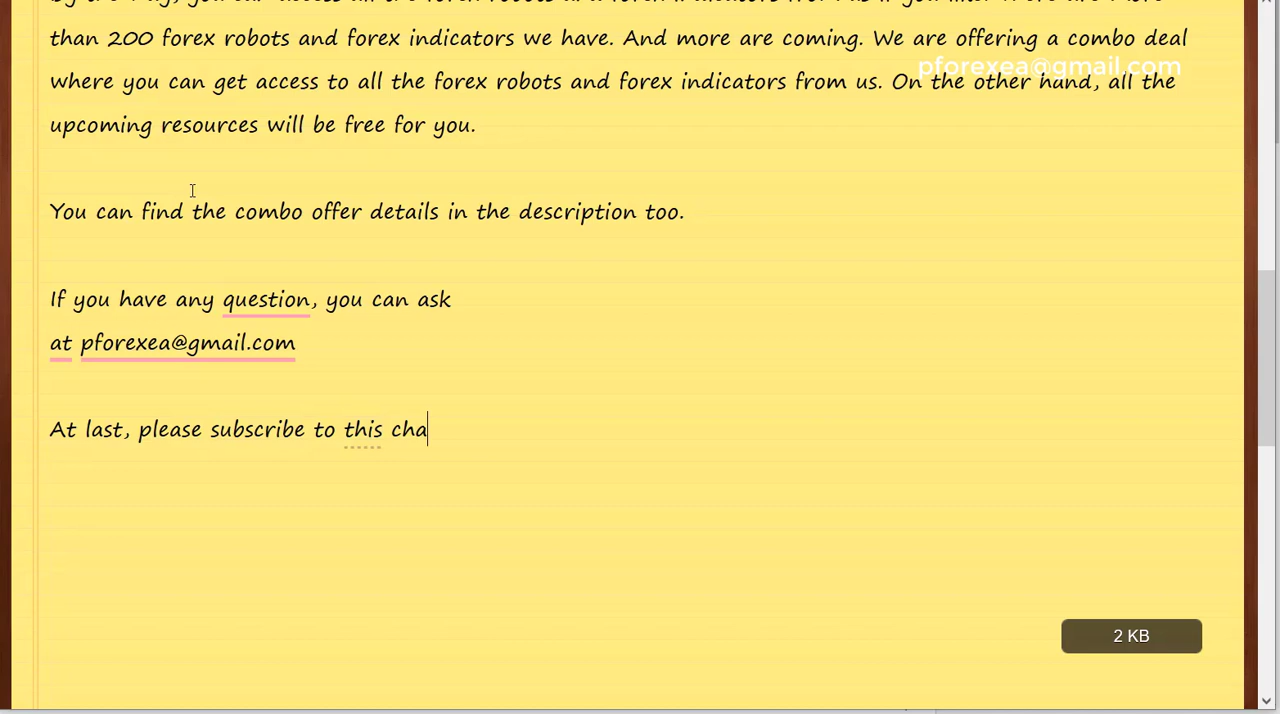 than 200 forex robots and forex indicators we have. And more are coming. We are offering a combo deal
pforexea@gmail.com
where you can get access to all the forex robots and forex indicators from us. On the other hand, all the
upcoming resources will be free for you.
You can find the combo offer details in the description too.
If you have any question, you can ask
at pforexea@gmail.com
At last, please subscribe to this cha
2 KB